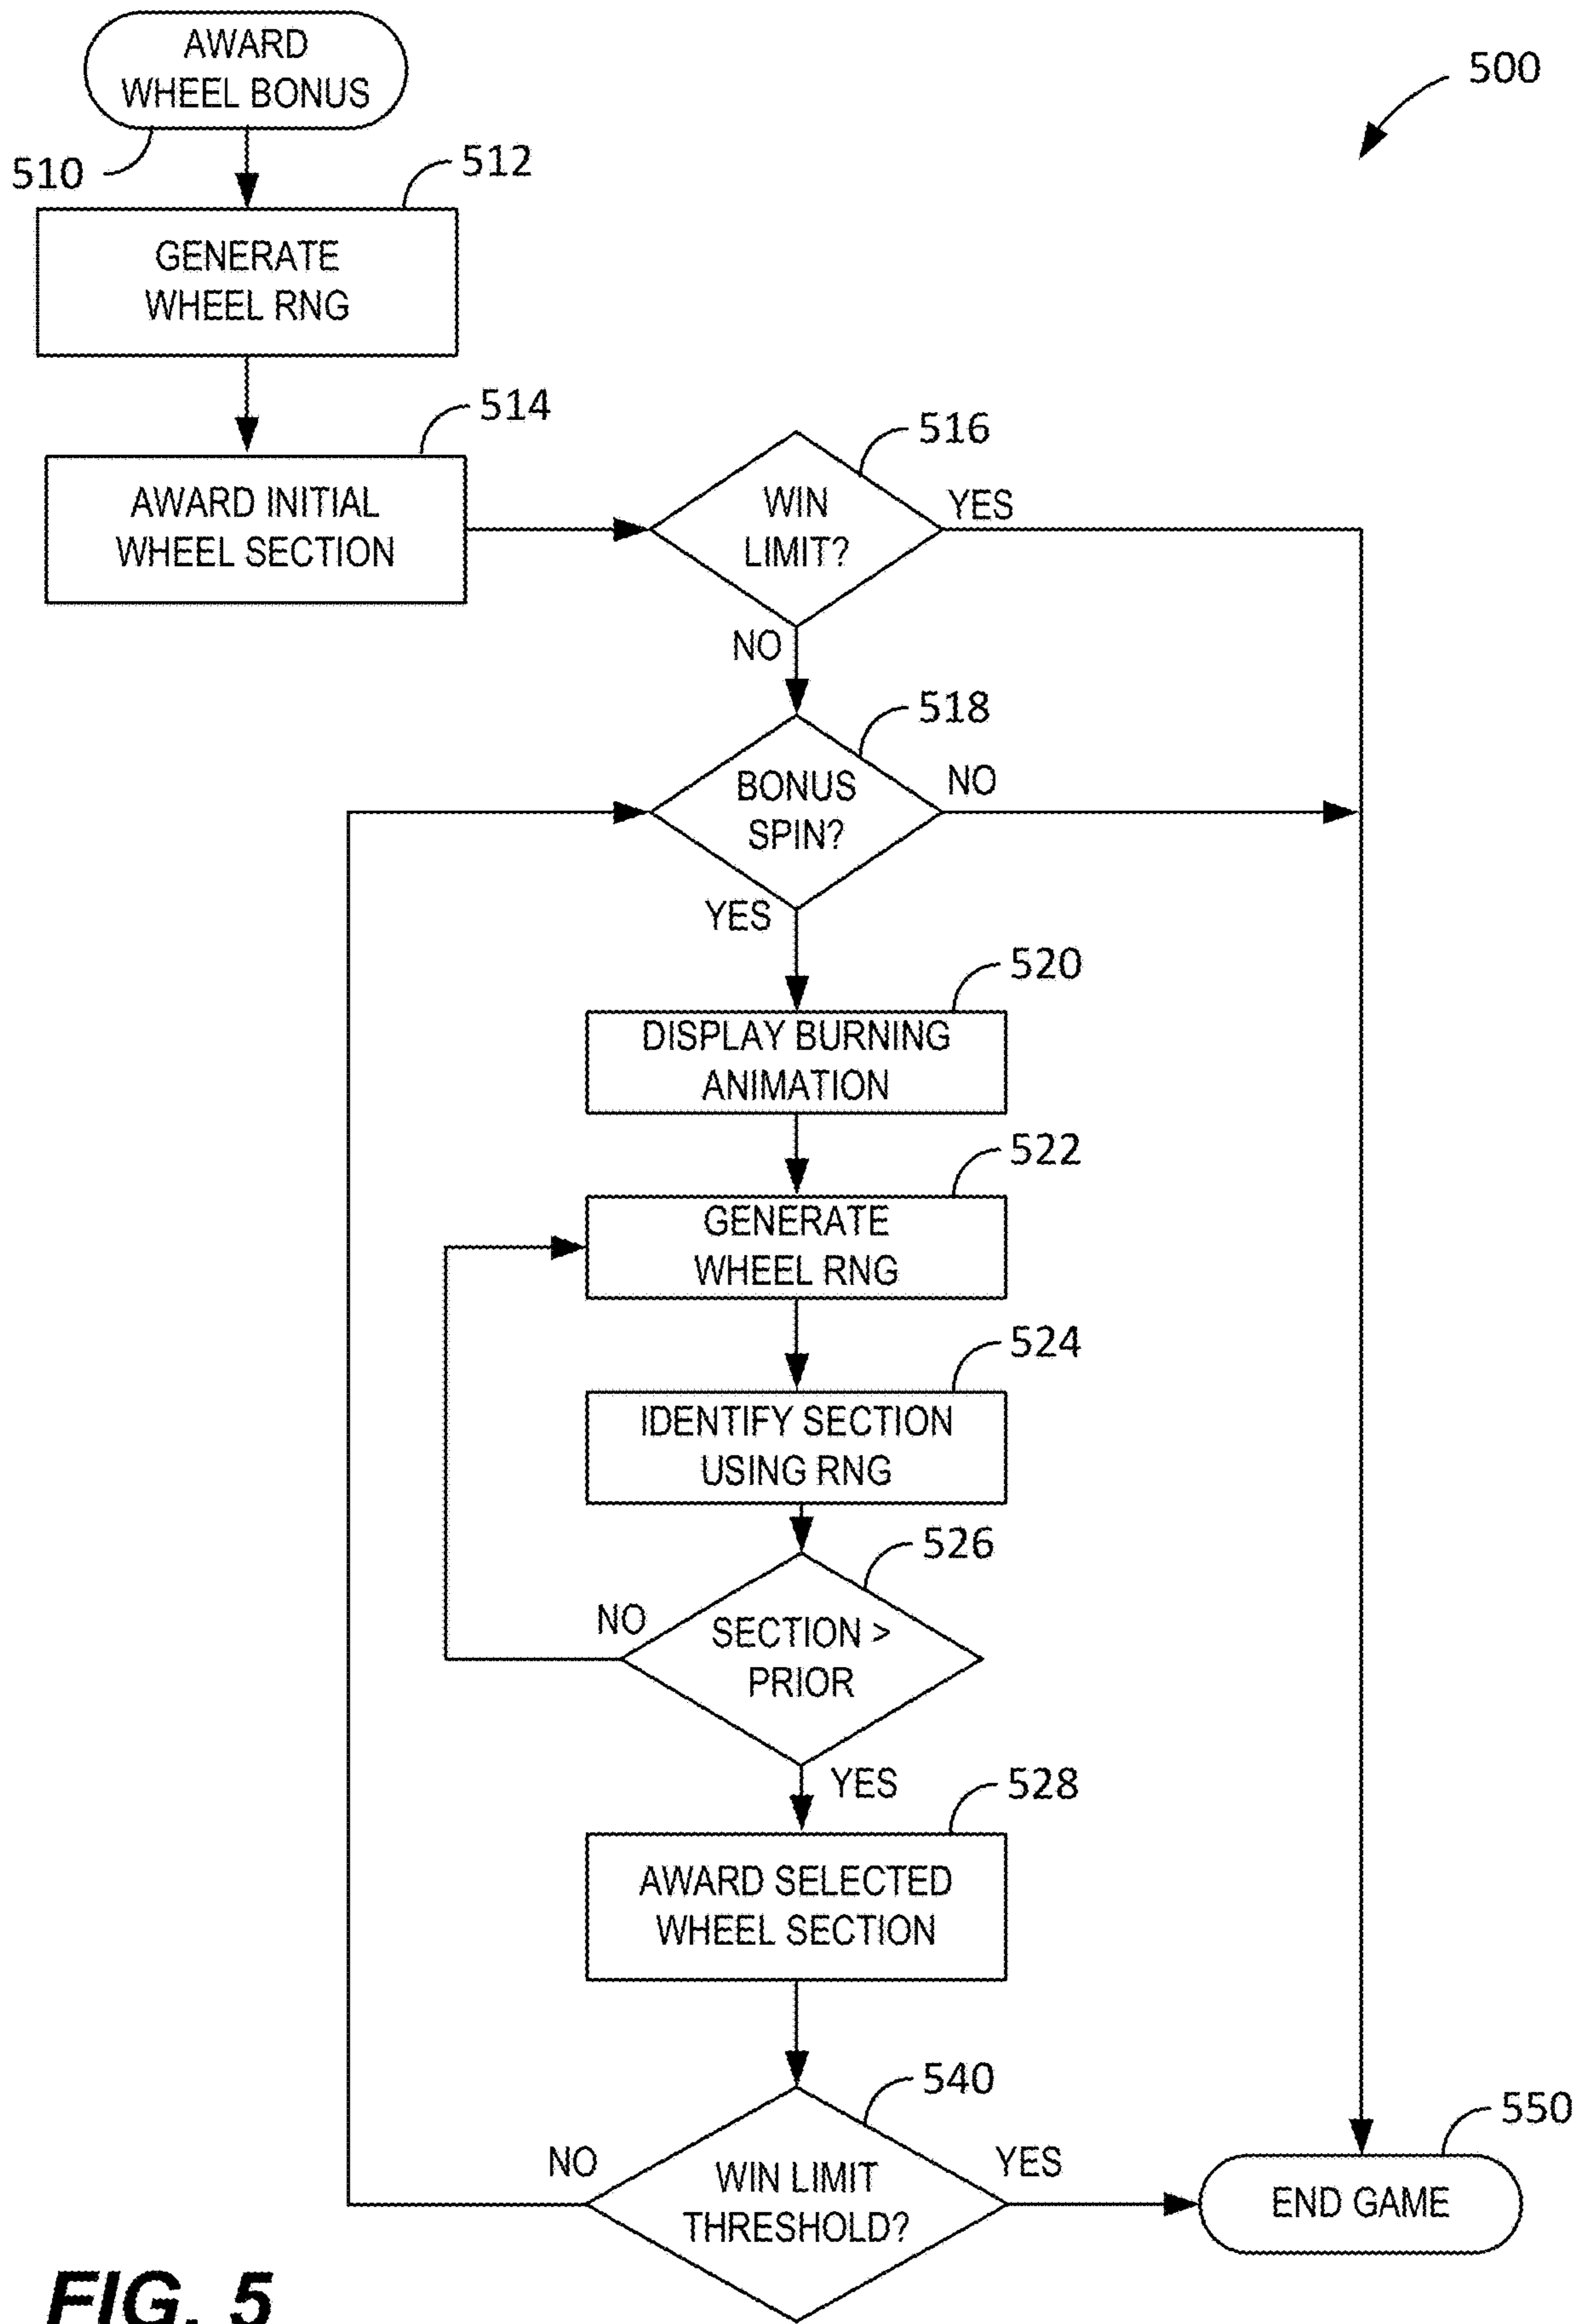 AWARD
WHEEL BONUS
500
510
512
GENERATE
WHEEL RNG
514
AWARD INITIAL
WHEEL SECTION
516
WIN
LIMIT?
YES
NO
518
BONUS
SPIN?
NO
YES
520
DISPLAY BURNING
ANIMATION
522
GENERATE
WHEEL RNG
524
IDENTIFY SECTION
USING RNG
526
SECTION >
PRIOR
NO
YES
528
AWARD SELECTED
WHEEL SECTION
540
WIN LIMIT
THRESHOLD?
NO
YES
550
END GAME
FIG. 5